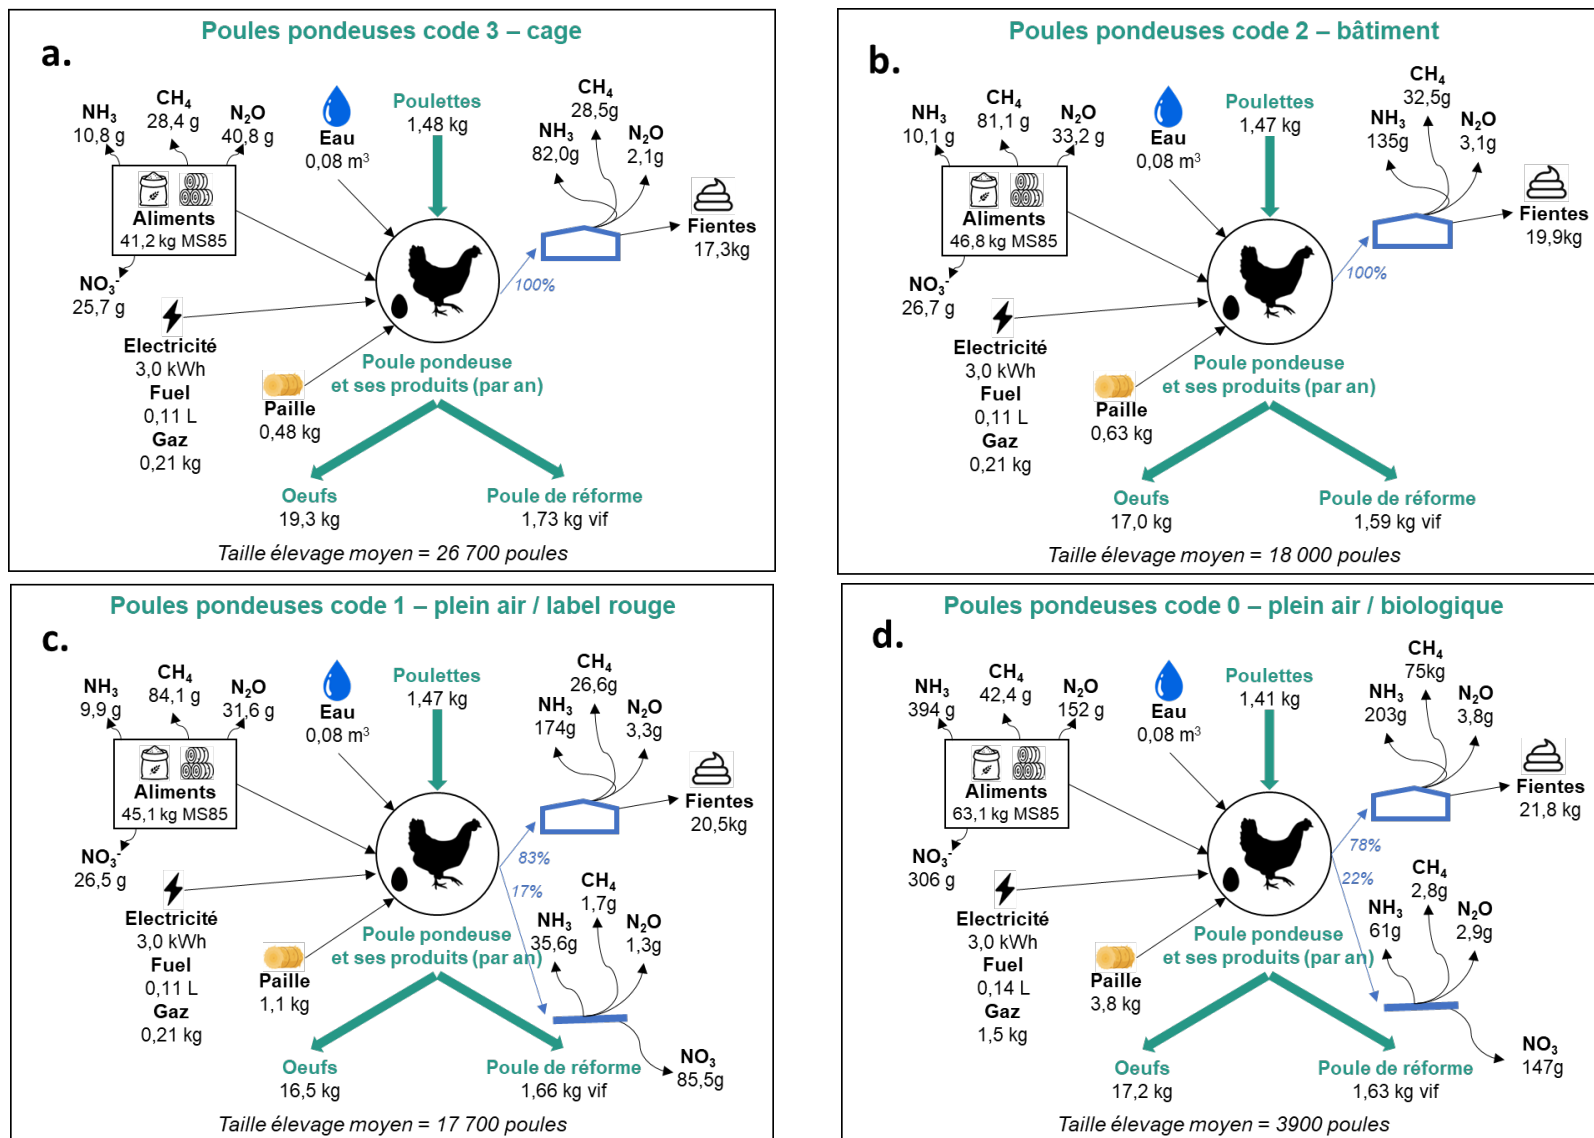 Poules pondeuses code 3 – cage
a.
CH₄
28,4 g
NH₃
10,8 g
N₂O
40,8 g
Eau
0,08 m³
Poulettes
1,48 kg
CH₄
28,5g
NH₃
82,0g
N₂O
2,1g
Aliments
41,2 kg MS85
Fientes
17,3kg
NO₃⁻
25,7 g
100%
Electricité
3,0 kWh
Fuel
0,11 L
Gaz
0,21 kg
Paille
0,48 kg
Poule pondeuse
et ses produits (par an)
Oeufs
19,3 kg
Poule de réforme
1,73 kg vif
Taille élevage moyen = 26 700 poules
Poules pondeuses code 2 – bâtiment
b.
CH₄
81,1 g
NH₃
10,1 g
N₂O
33,2 g
Eau
0,08 m³
Poulettes
1,47 kg
CH₄
32,5g
NH₃
135g
N₂O
3,1g
Aliments
46,8 kg MS85
Fientes
19,9kg
NO₃⁻
26,7 g
100%
Electricité
3,0 kWh
Fuel
0,11 L
Gaz
0,21 kg
Paille
0,63 kg
Poule pondeuse
et ses produits (par an)
Oeufs
17,0 kg
Poule de réforme
1,59 kg vif
Taille élevage moyen = 18 000 poules
Poules pondeuses code 1 – plein air / label rouge
c.
CH₄
84,1 g
NH₃
9,9 g
N₂O
31,6 g
Eau
0,08 m³
Poulettes
1,47 kg
CH₄
26,6g
NH₃
174g
N₂O
3,3g
Aliments
45,1 kg MS85
Fientes
20,5kg
NO₃⁻
26,5 g
83%
17%
CH₄
1,7g
NH₃
35,6g
N₂O
1,3g
Electricité
3,0 kWh
Fuel
0,11 L
Gaz
0,21 kg
Paille
1,1 kg
Poule pondeuse
et ses produits (par an)
NO₃
85,5g
Oeufs
16,5 kg
Poule de réforme
1,66 kg vif
Taille élevage moyen = 17 700 poules
Poules pondeuses code 0 – plein air / biologique
d.
CH₄
42,4 g
NH₃
394 g
N₂O
152 g
Eau
0,08 m³
Poulettes
1,41 kg
CH₄
75kg
NH₃
203g
N₂O
3,8g
Aliments
63,1 kg MS85
Fientes
21,8 kg
NO₃⁻
306 g
78%
22%
CH₄
2,8g
NH₃
61g
N₂O
2,9g
Electricité
3,0 kWh
Fuel
0,14 L
Gaz
1,5 kg
Paille
3,8 kg
Poule pondeuse
et ses produits (par an)
NO₃
147g
Oeufs
17,2 kg
Poule de réforme
1,63 kg vif
Taille élevage moyen = 3900 poules